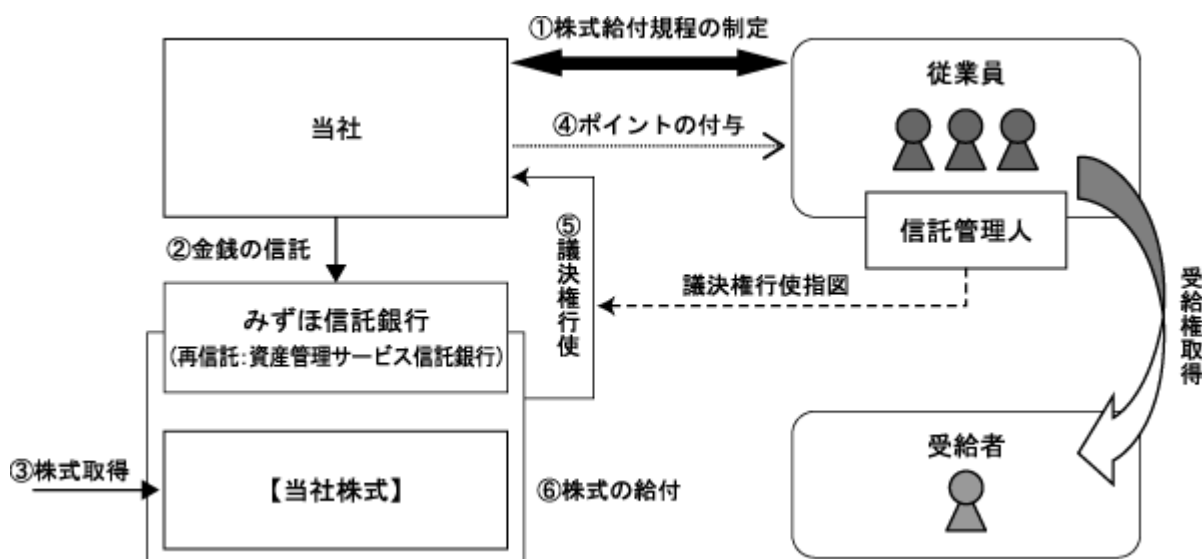 ①株式給付規程の制定
当社
従業員
④ポイントの付与
信託管理人
②金銭の信託
⑤議決権行使
議決権行使指図
受給権取得
みずほ信託銀行
(再信託:資産管理サービス信託銀行)
③株式取得
【当社株式】
⑥株式の給付
受給者